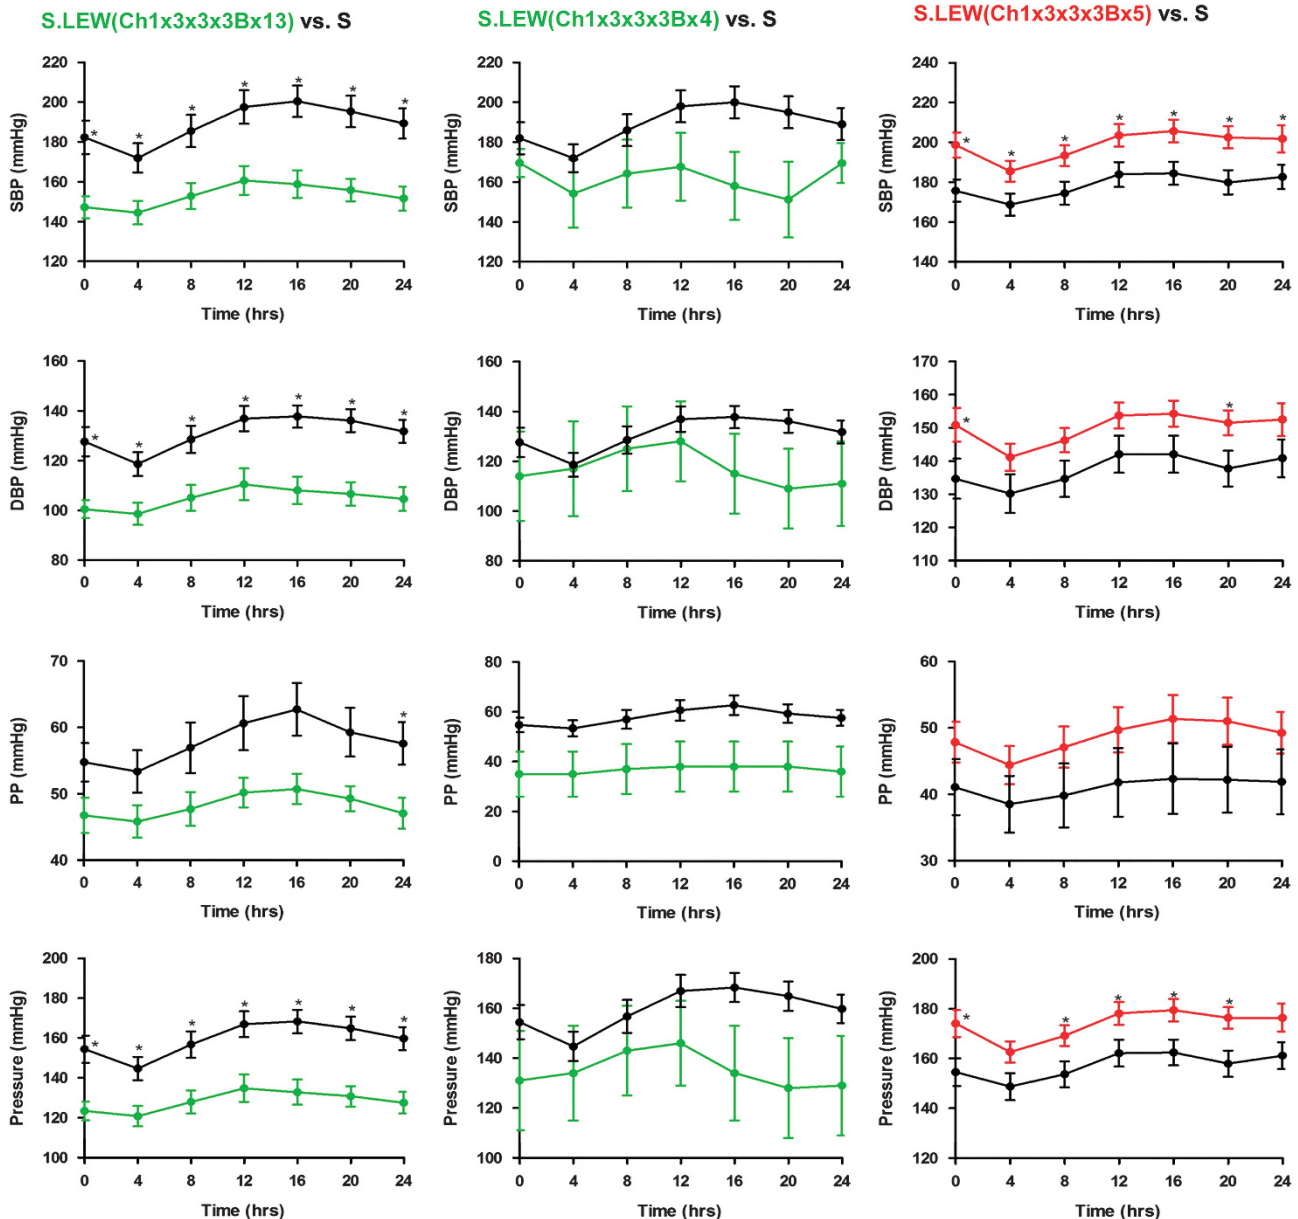 S.LEW(Ch1x3x3x3Bx13) vs. S
S.LEW(Ch1x3x3x3Bx4) vs. S
S.LEW(Ch1x3x3x3Bx5) vs. S
SBP (mmHg)
220
200
180
160
140
120
0 4 8 12 16 20 24
Time (hrs)
* * * * * * *
SBP (mmHg)
220
200
180
160
140
120
0 4 8 12 16 20 24
Time (hrs)
SBP (mmHg)
240
220
200
180
160
140
0 4 8 12 16 20 24
Time (hrs)
* * * * * * *
DBP (mmHg)
160
140
120
100
80
0 4 8 12 16 20 24
Time (hrs)
* * * * * * *
DBP (mmHg)
160
140
120
100
80
0 4 8 12 16 20 24
Time (hrs)
DBP (mmHg)
170
160
150
140
130
120
110
0 4 8 12 16 20 24
Time (hrs)
* *
PP (mmHg)
70
60
50
40
0 4 8 12 16 20 24
Time (hrs)
*
PP (mmHg)
80
60
40
20
0
0 4 8 12 16 20 24
Time (hrs)
PP (mmHg)
60
50
40
30
0 4 8 12 16 20 24
Time (hrs)
Pressure (mmHg)
200
180
160
140
120
100
0 4 8 12 16 20 24
Time (hrs)
* * * * * * *
Pressure (mmHg)
180
160
140
120
100
0 4 8 12 16 20 24
Time (hrs)
Pressure (mmHg)
200
180
160
140
120
0 4 8 12 16 20 24
Time (hrs)
* * * * *